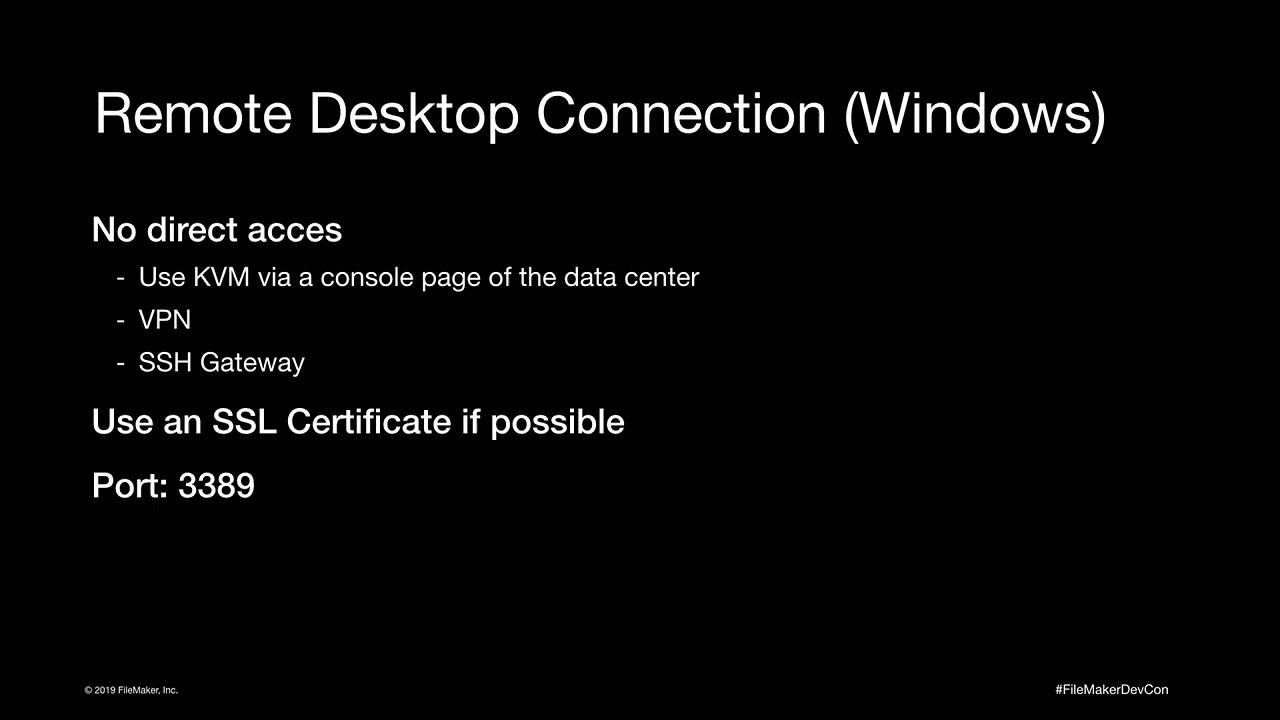 Remote Desktop Connection (Windows)
No direct acces
- Use KVM via a console page of the data center
- VPN
- SSH Gateway
Use an SSL Certificate if possible
Port: 3389
© 2019 FileMaker, Inc.
#FileMakerDevCon